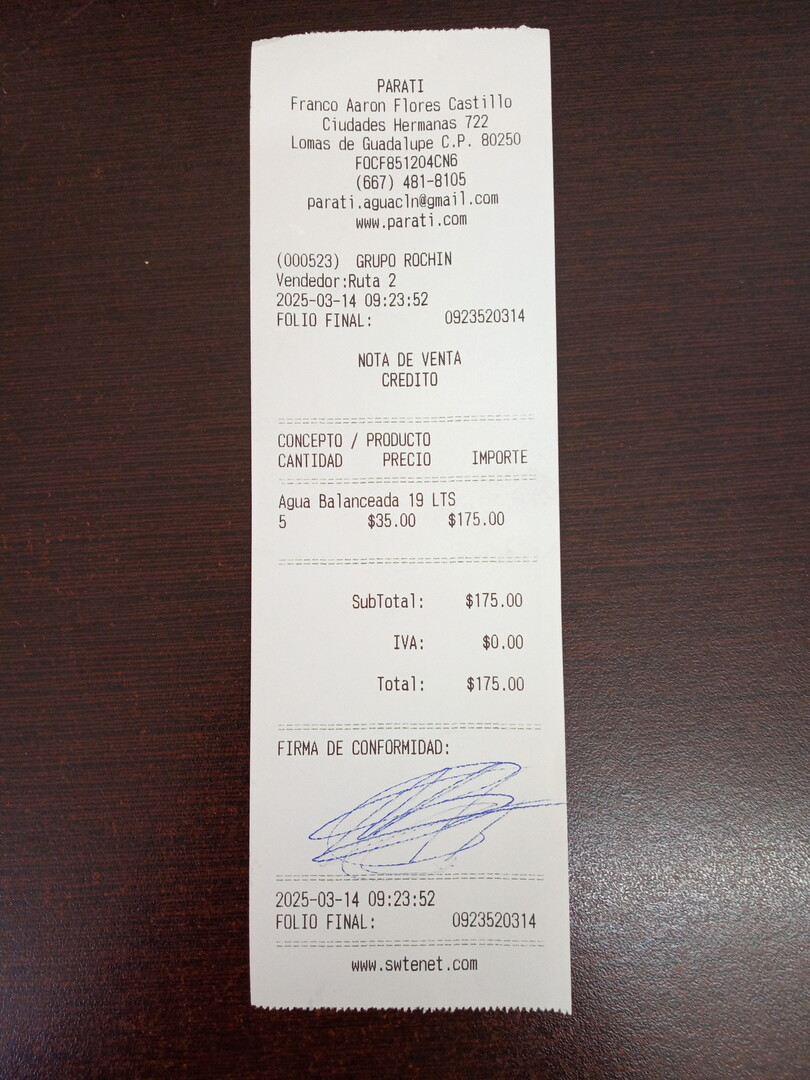 PARATI
Franco Aaron Flores Castillo
Ciudades Hermanas 722
Lomas de Guadalupe C.P. 80250
FOCF851204CN6
(667) 481-8105
parati.aguacln@gmail.com
www.parati.com
(000523) GRUPO ROCHIN
Vendedor:Ruta 2
2025-03-14 09:23:52
FOLIO FINAL: 0923520314
NOTA DE VENTA
CREDITO
CONCEPTO / PRODUCTO
CANTIDAD PRECIO IMPORTE
Agua Balanceada 19 LTS
5 $35.00 $175.00
SubTotal: $175.00
IVA: $0.00
Total: $175.00
FIRMA DE CONFORMIDAD:
2025-03-14 09:23:52
FOLIO FINAL: 0923520314
www.swtenet.com